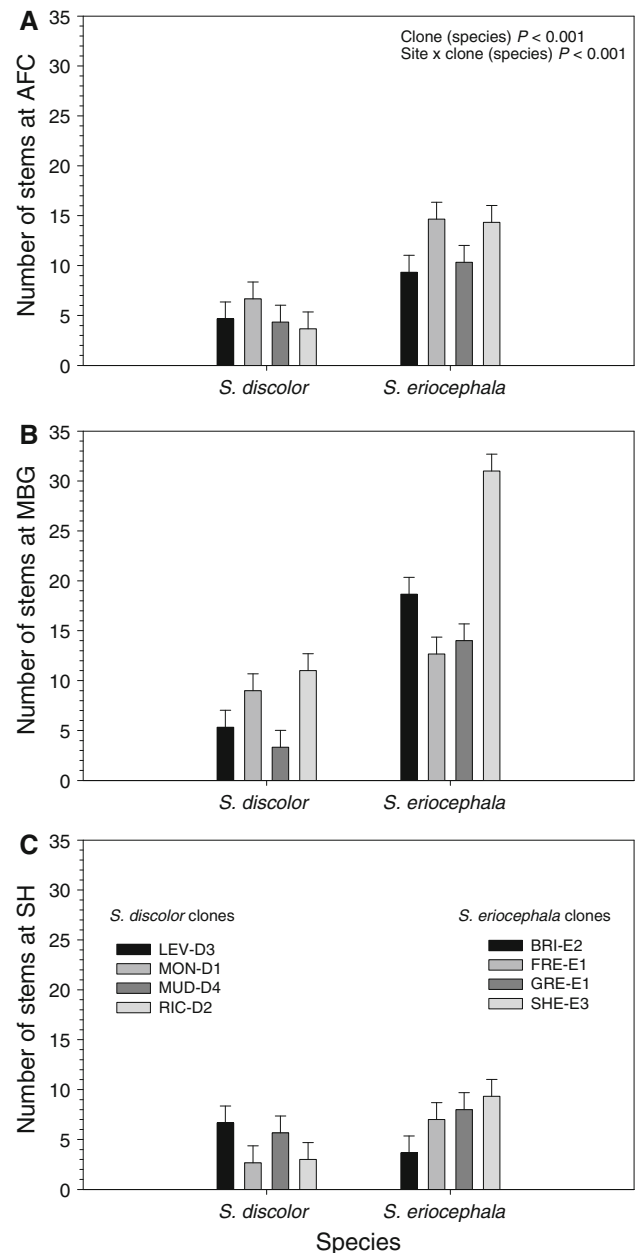 A
Clone (species) P < 0.001
Site x clone (species) P < 0.001
Number of stems at AFC
35
30
25
20
15
10
5
0
S. discolor
S. eriocephala
B
Number of stems at MBG
35
30
25
20
15
10
5
0
S. discolor
S. eriocephala
C
Number of stems at SH
35
30
25
20
15
10
5
0
S. discolor clones
LEV-D3
MON-D1
MUD-D4
RIC-D2
S. eriocephala clones
BRI-E2
FRE-E1
GRE-E1
SHE-E3
S. discolor
S. eriocephala
Species